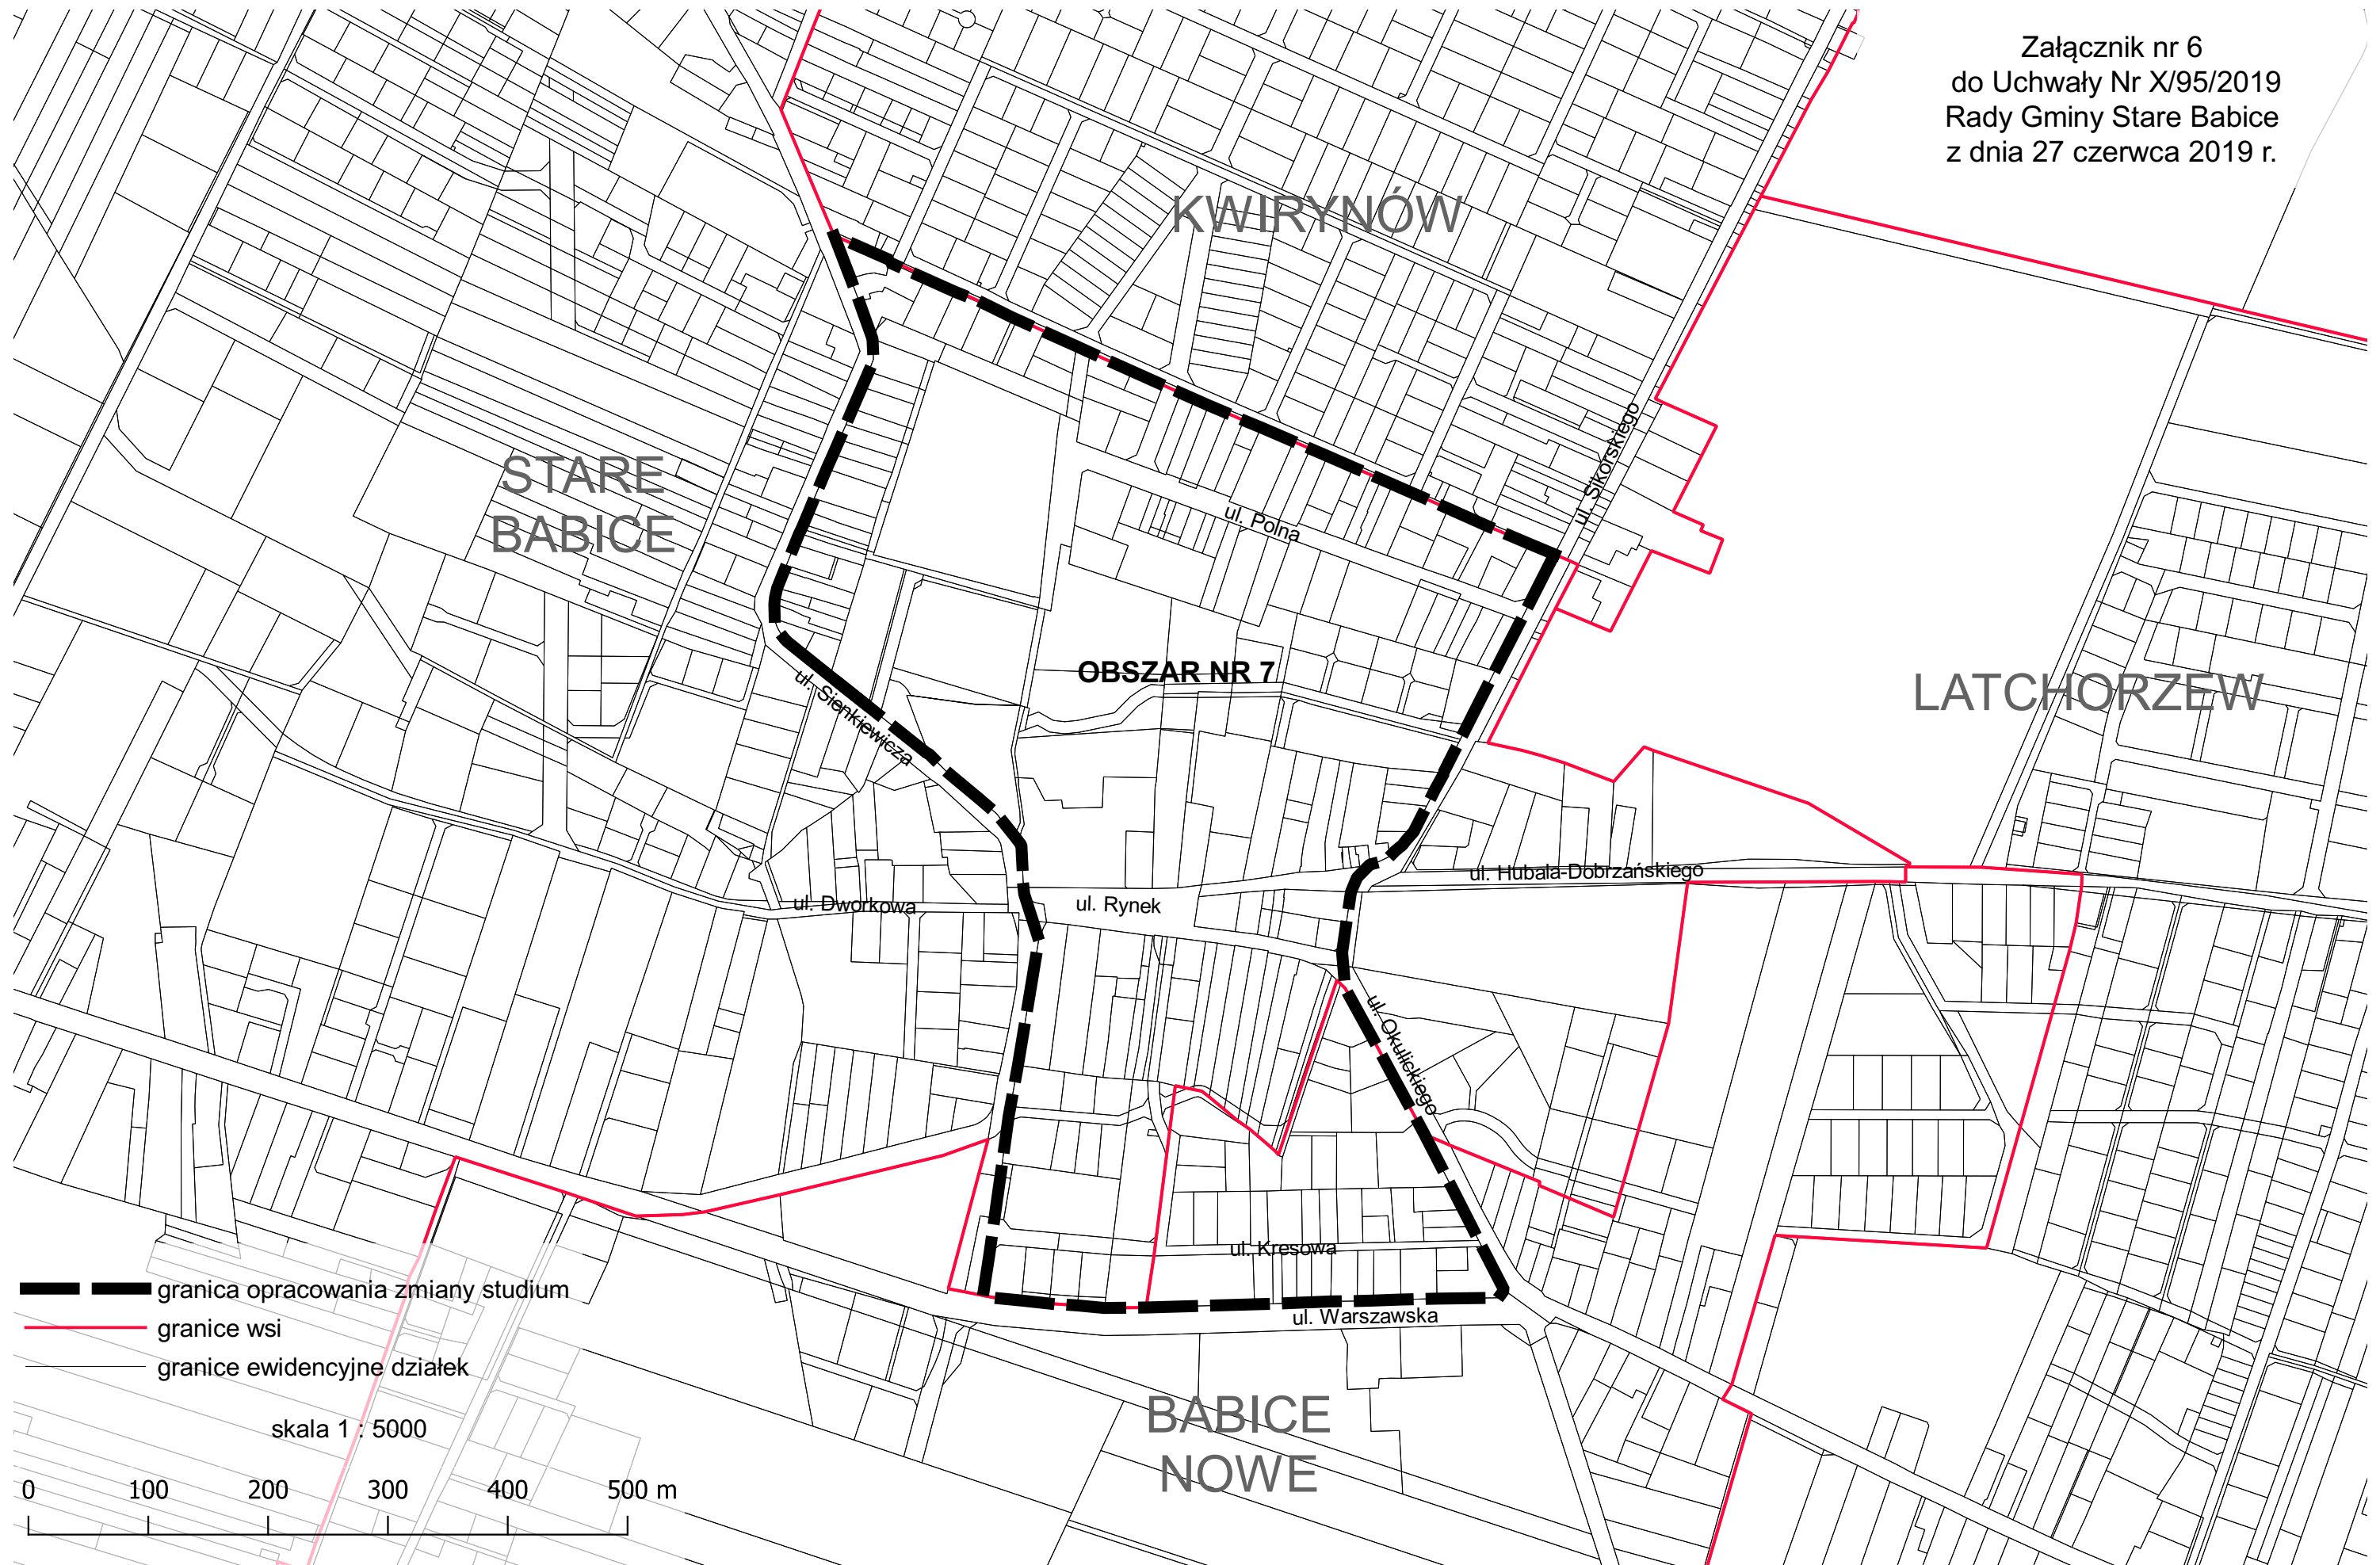 Załącznik nr 6
do Uchwały Nr X/95/2019
Rady Gminy Stare Babice
z dnia 27 czerwca 2019 r.
KWIRYNÓW
STARE
BABICE
ul. Sikorskiego
ul. Polna
OBSZAR NR 7
LATCHORZEW
ul. Sienkiewicza
ul. Hubala-Dobrzańskiego
ul. Dworkowa
ul. Rynek
ul. Okulickiego
ul. Kresowa
ul. Warszawska
BABICE
NOWE
granica opracowania zmiany studium
granice wsi
granice ewidencyjne działek
skala 1 : 5000
0 100 200 300 400 500 m